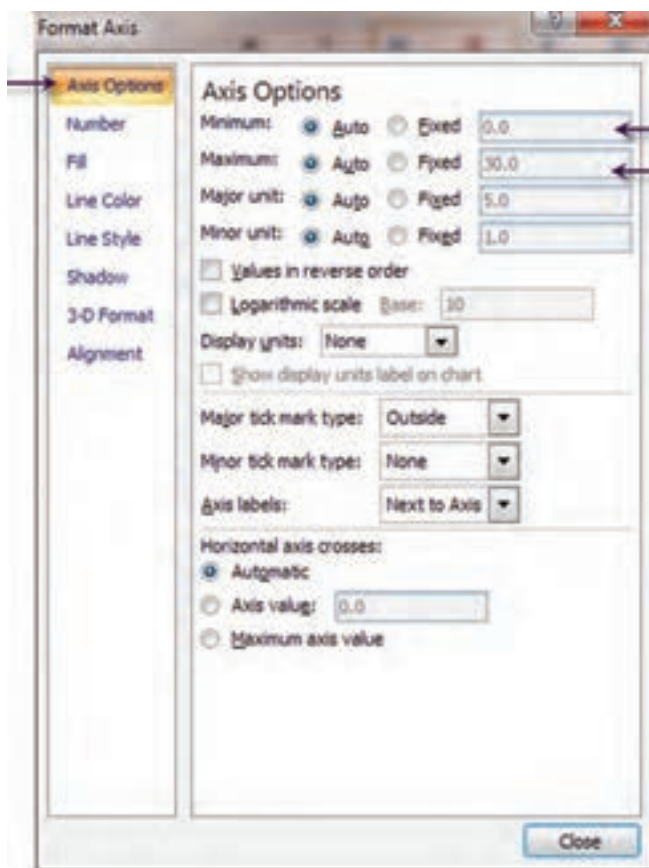 Format Axis
?
X
Axis Options
Number
Fill
Line Color
Line Style
Shadow
3-D Format
Alignment
Axis Options
Minimum: Auto Fixed 0.0
Maximum: Auto Fixed 30.0
Major unit: Auto Fixed 5.0
Minor unit: Auto Fixed 1.0
Values in reverse order
Logarithmic scale Base: 10
Display units: None
Show display units label on chart
Major tick mark type: Outside
Minor tick mark type: None
Axis labels: Next to Axis
Horizontal axis crosses:
Automatic
Axis value: 0.0
Maximum axis value
Close